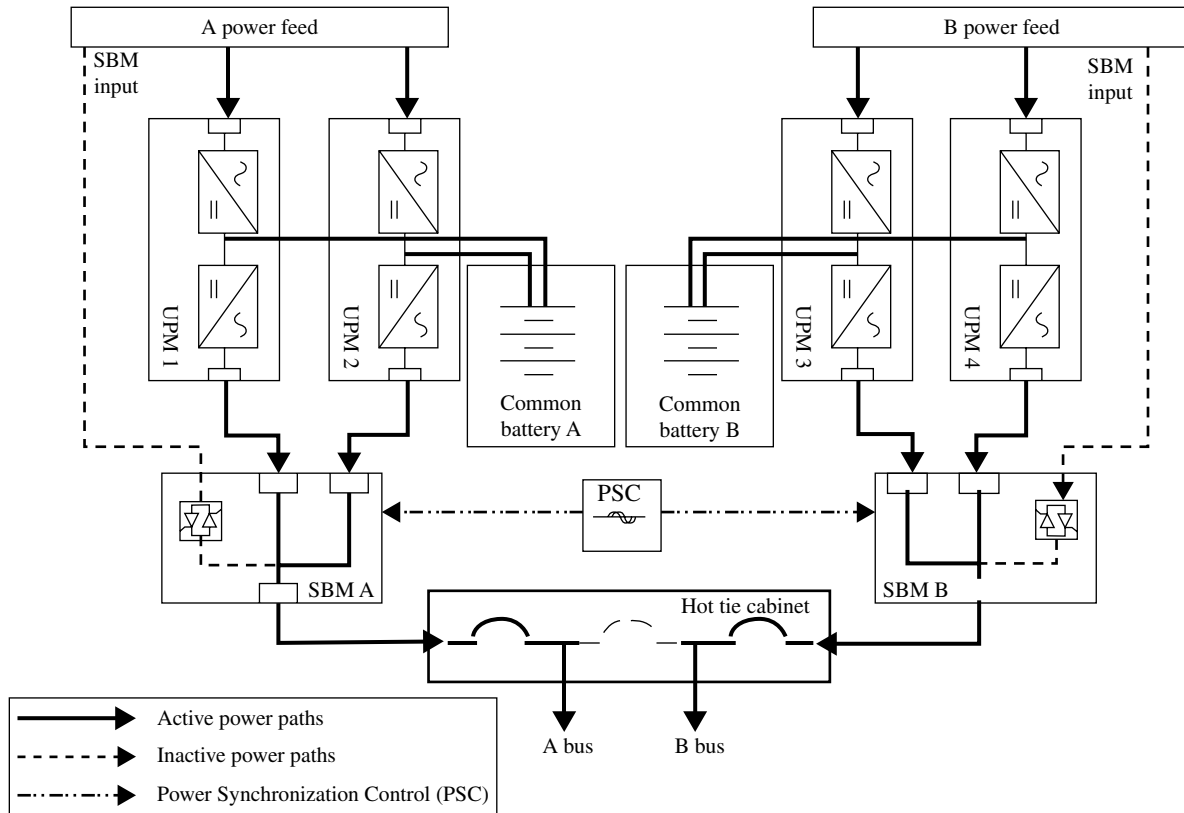 A power feed
B power feed
SBM
input
SBM
input
UPM 1
UPM 2
UPM 3
UPM 4
Common
battery A
Common
battery B
PSC
SBM A
SBM B
Hot tie cabinet
A bus
B bus
Active power paths
Inactive power paths
Power Synchronization Control (PSC)